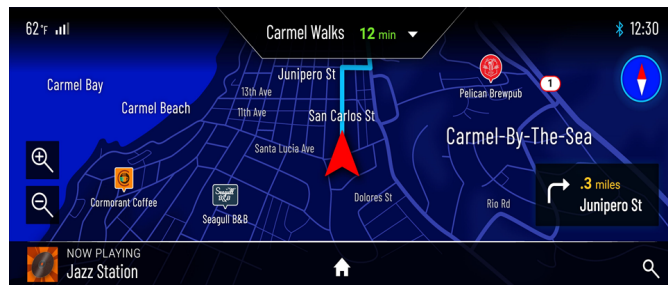 62°F
Carmel Walks 12 min
12:30
Junipero St
Carmel Bay
13th Ave
Pelican Brewpub
1
Carmel Beach
11th Ave
San Carlos St
Carmel-By-The-Sea
Santa Lucia Ave
.3 miles
Junipero St
Cormorant Coffee
Seagull
B&B
Seagull B&B
Dolores St
Rio Rd
NOW PLAYING
Jazz Station